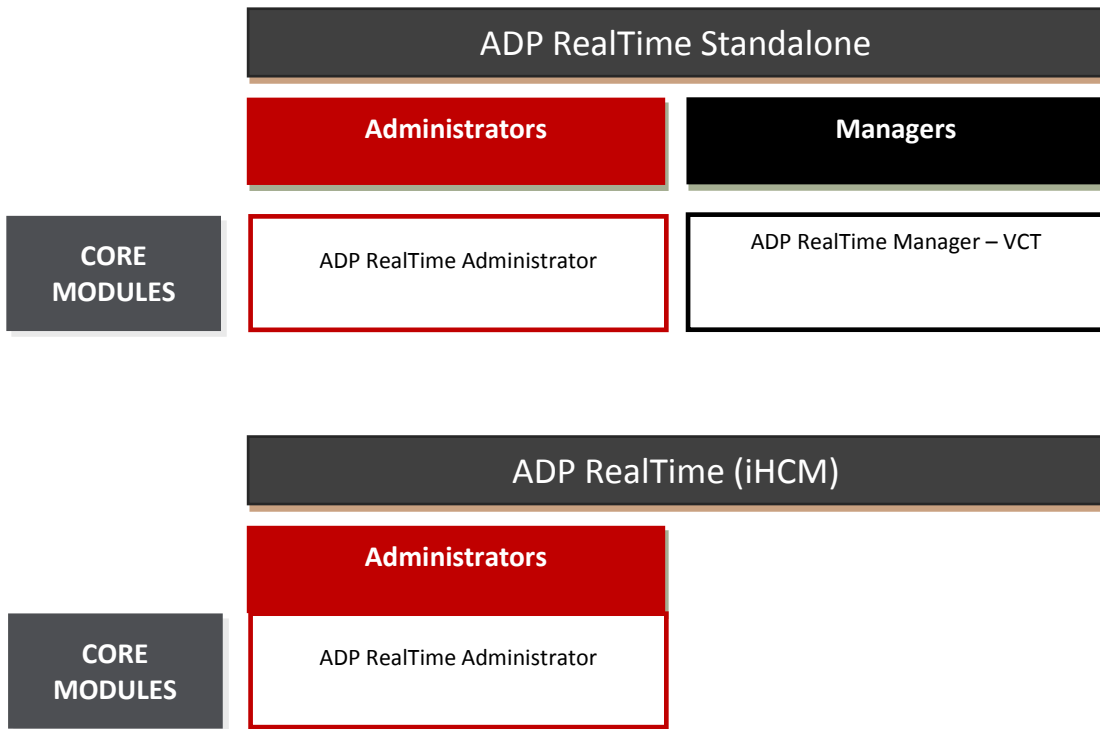 ADP RealTime Standalone
Administrators
Managers
CORE
MODULES
ADP RealTime Administrator
ADP RealTime Manager – VCT
ADP RealTime (iHCM)
Administrators
CORE
MODULES
ADP RealTime Administrator